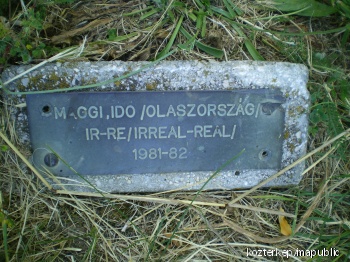 MAGGI, IDO /OLASZORSZÁG/
IR-RE /IRREAL-REAL/
1981-82
kozterkep/mapublic